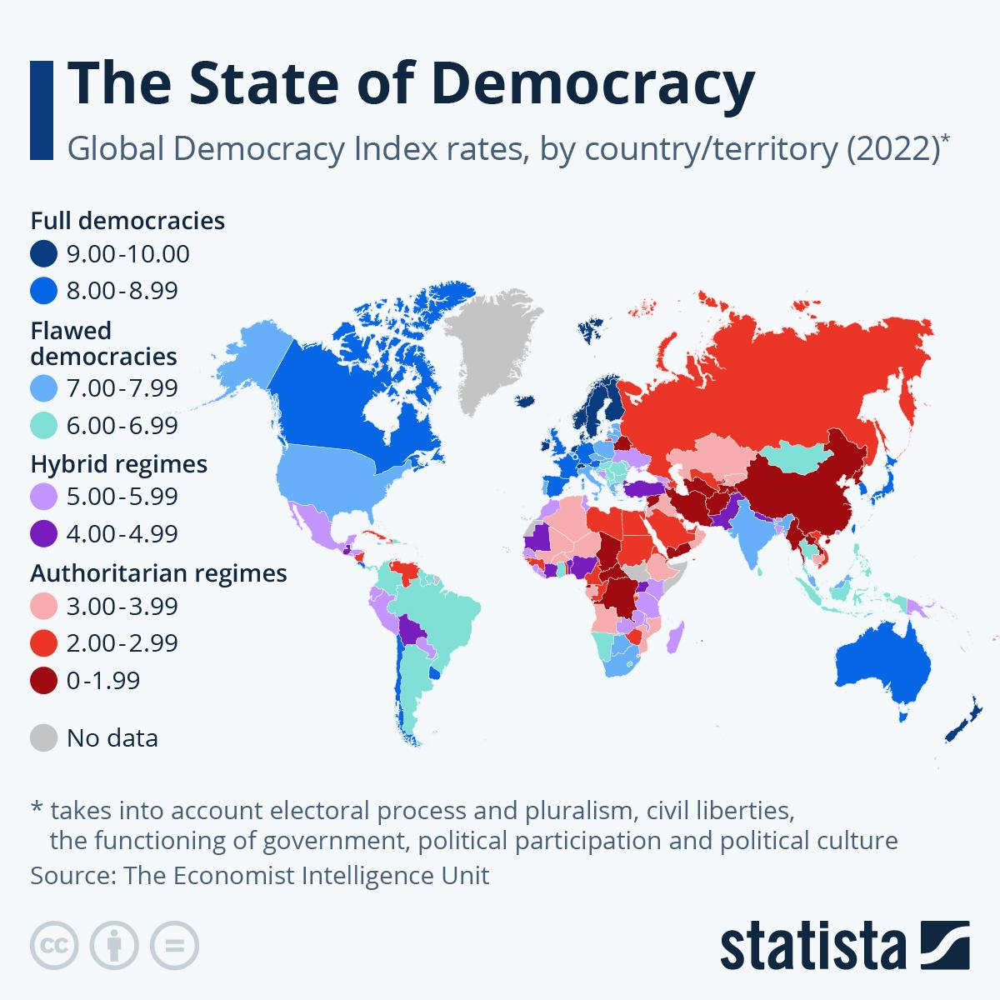 The State of Democracy
Global Democracy Index rates, by country/territory (2022)*
Full democracies
9.00-10.00
8.00-8.99
Flawed
democracies
7.00-7.99
6.00-6.99
Hybrid regimes
5.00-5.99
4.00-4.99
Authoritarian regimes
3.00-3.99
2.00-2.99
0-1.99
No data
* takes into account electoral process and pluralism, civil liberties,
the functioning of government, political participation and political culture
Source: The Economist Intelligence Unit
cc
statista